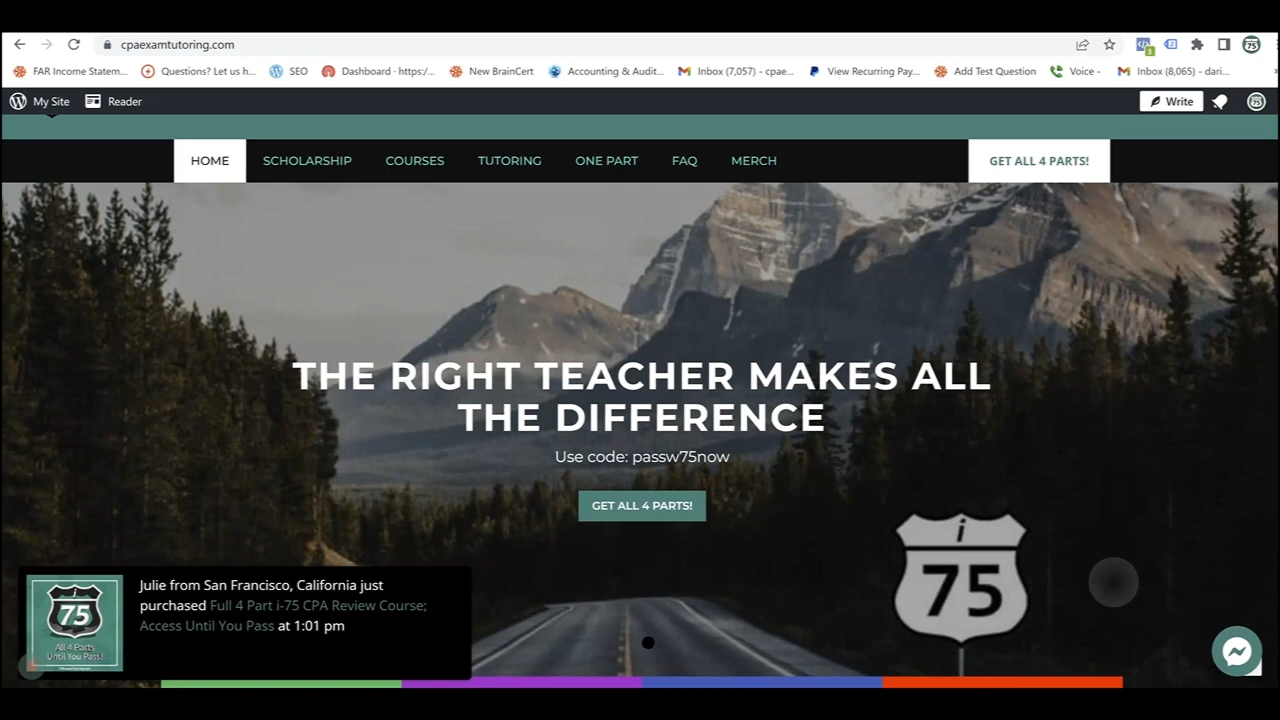 cpaexamtutoring.com
3
75
FAR Income Statem... Questions? Let us h... SEO Dashboard · https:/... New BrainCert Accounting & Audit... Inbox (7,057) – cpae... View Recurring Pay... Add Test Question Voice - Inbox (8,065) - dari...
My Site Reader Write
HOME SCHOLARSHIP COURSES TUTORING ONE PART FAQ MERCH GET ALL 4 PARTS!
THE RIGHT TEACHER MAKES ALL
THE DIFFERENCE
Use code: passw75now
GET ALL 4 PARTS!
i
75
75
All 4 Parts
Until You Pass!
Julie from San Francisco, California just
purchased Full 4 Part i-75 CPA Review Course;
Access Until You Pass at 1:01 pm